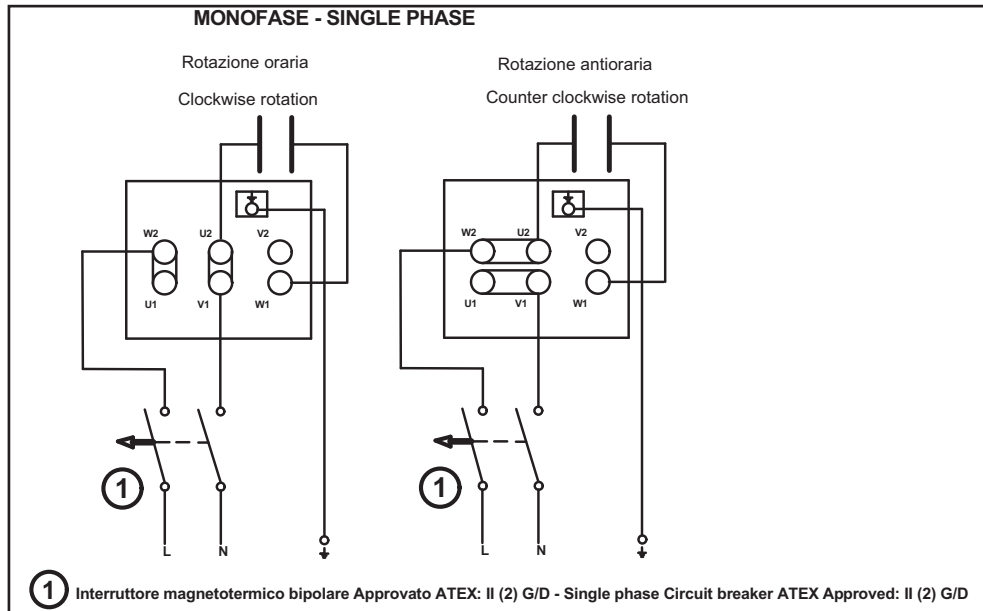 MONOFASE - SINGLE PHASE
Rotazione oraria
Clockwise rotation
W2 U2 V2
U1 V1 W1
1
L N
Rotazione antioraria
Counter clockwise rotation
W2 U2 V2
U1 V1 W1
1
L N
1 Interruttore magnetotermico bipolare Approvato ATEX: II (2) G/D - Single phase Circuit breaker ATEX Approved: II (2) G/D